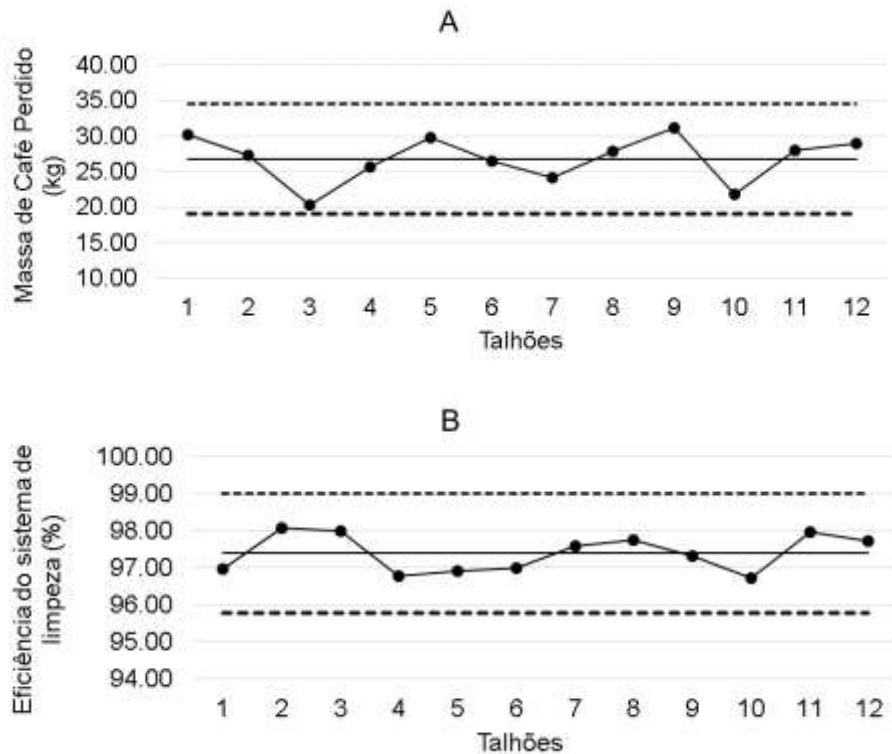 A
Massa de Café Perdido
(kg)
40.00
35.00
30.00
25.00
20.00
15.00
10.00
1 2 3 4 5 6 7 8 9 10 11 12
Talhões
B
Eficiência do sistema de
limpeza (%)
100.00
99.00
98.00
97.00
96.00
95.00
94.00
1 2 3 4 5 6 7 8 9 10 11 12
Talhões